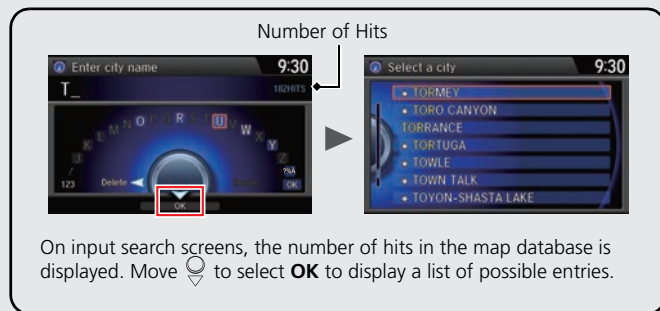 Number of Hits
Enter city name
9:30
T_
182HITS
J K L M N O P Q R S T U V W X Y Z
123
Delete
?%Å
OK
OK
Select a city
9:30
TORMEY
TORO CANYON
TORRANCE
TORTUGA
TOWLE
TOWN TALK
TOYON-SHASTA LAKE
On input search screens, the number of hits in the map database is
displayed. Move to select OK to display a list of possible entries.